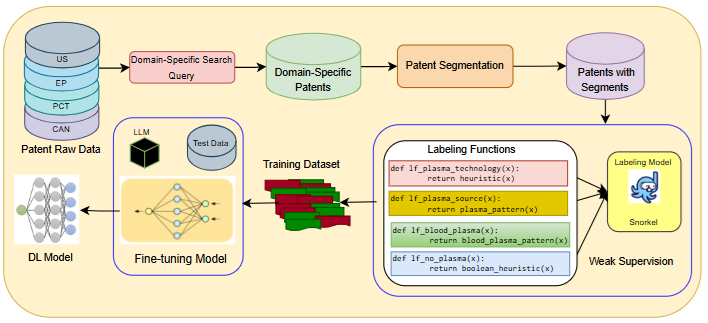 US
EP
PCT
CAN
Patent Raw Data
Domain-Specific Search
Query
Domain-Specific
Patents
Patent Segmentation
Patents with
Segments
LLM
Test Data
Fine-tuning Model
DL Model
Training Dataset
Labeling Functions
def lf_plasma_technology(x):
return heuristic(x)
def lf_plasma_source(x):
return plasma_pattern(x)
def lf_blood_plasma(x):
return blood_plasma_pattern(x)
def lf_no_plasma(x):
return boolean_heuristic(x)
Labeling Model
Snorkel
Weak Supervision